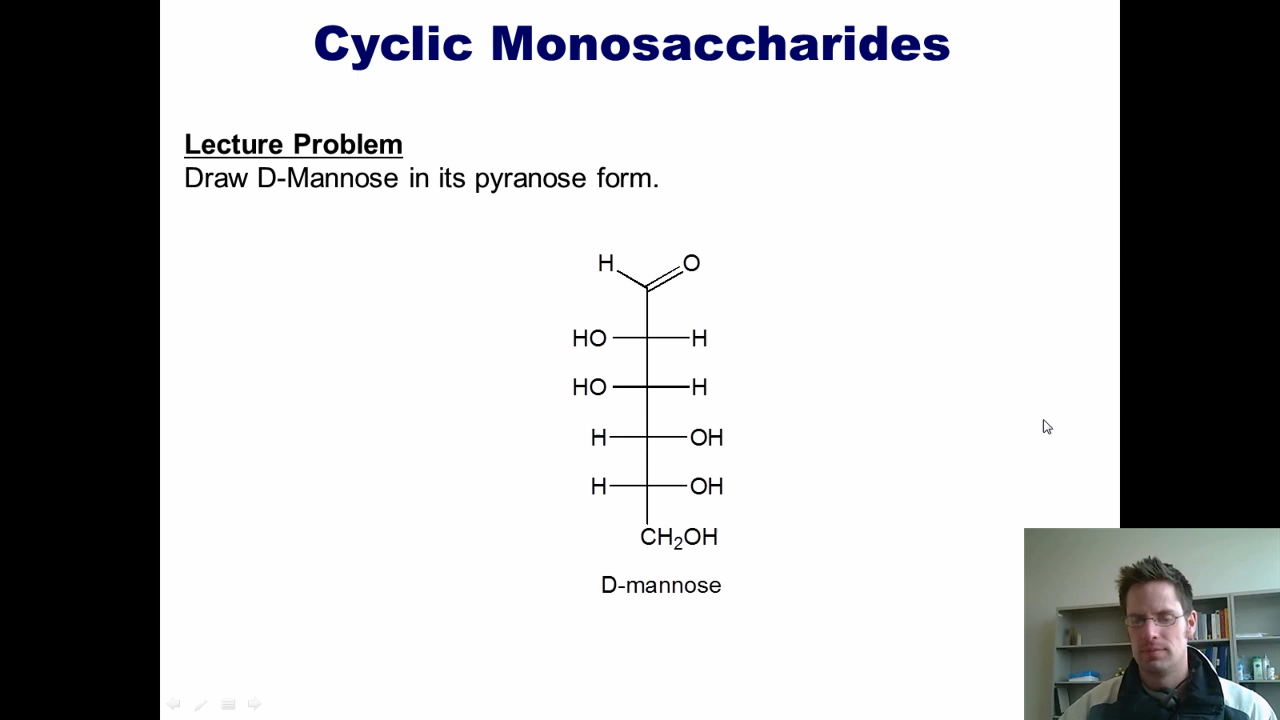 Cyclic Monosaccharides
Lecture Problem
Draw D-Mannose in its pyranose form.
H O
HO H
HO H
H OH
H OH
CH₂OH
D-mannose